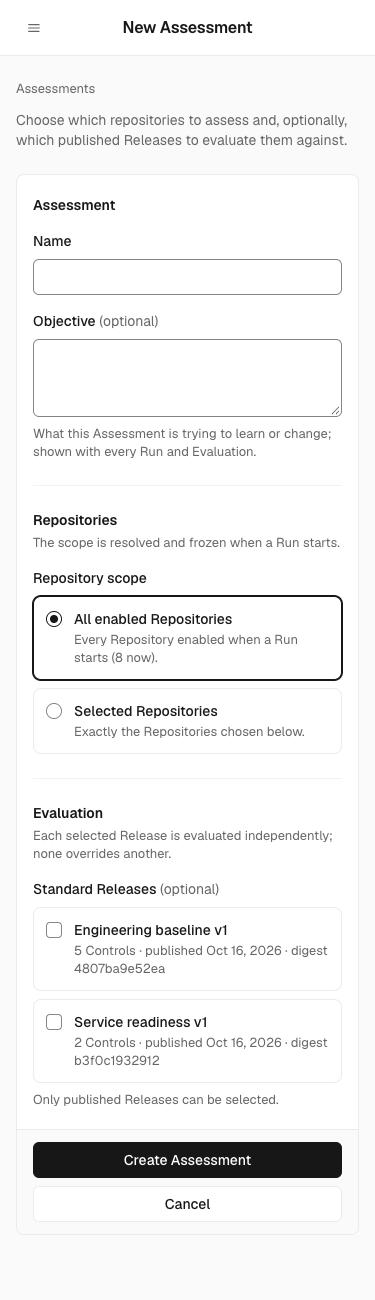 New Assessment
Assessments
Choose which repositories to assess and, optionally,
which published Releases to evaluate them against.
Assessment
Name
Objective (optional)
What this Assessment is trying to learn or change;
shown with every Run and Evaluation.
Repositories
The scope is resolved and frozen when a Run starts.
Repository scope
All enabled Repositories
Every Repository enabled when a Run
starts (8 now).
Selected Repositories
Exactly the Repositories chosen below.
Evaluation
Each selected Release is evaluated independently;
none overrides another.
Standard Releases (optional)
Engineering baseline v1
5 Controls · published Oct 16, 2026 · digest
4807ba9e52ea
Service readiness v1
2 Controls · published Oct 16, 2026 · digest
b3f0c1932912
Only published Releases can be selected.
Create Assessment
Cancel